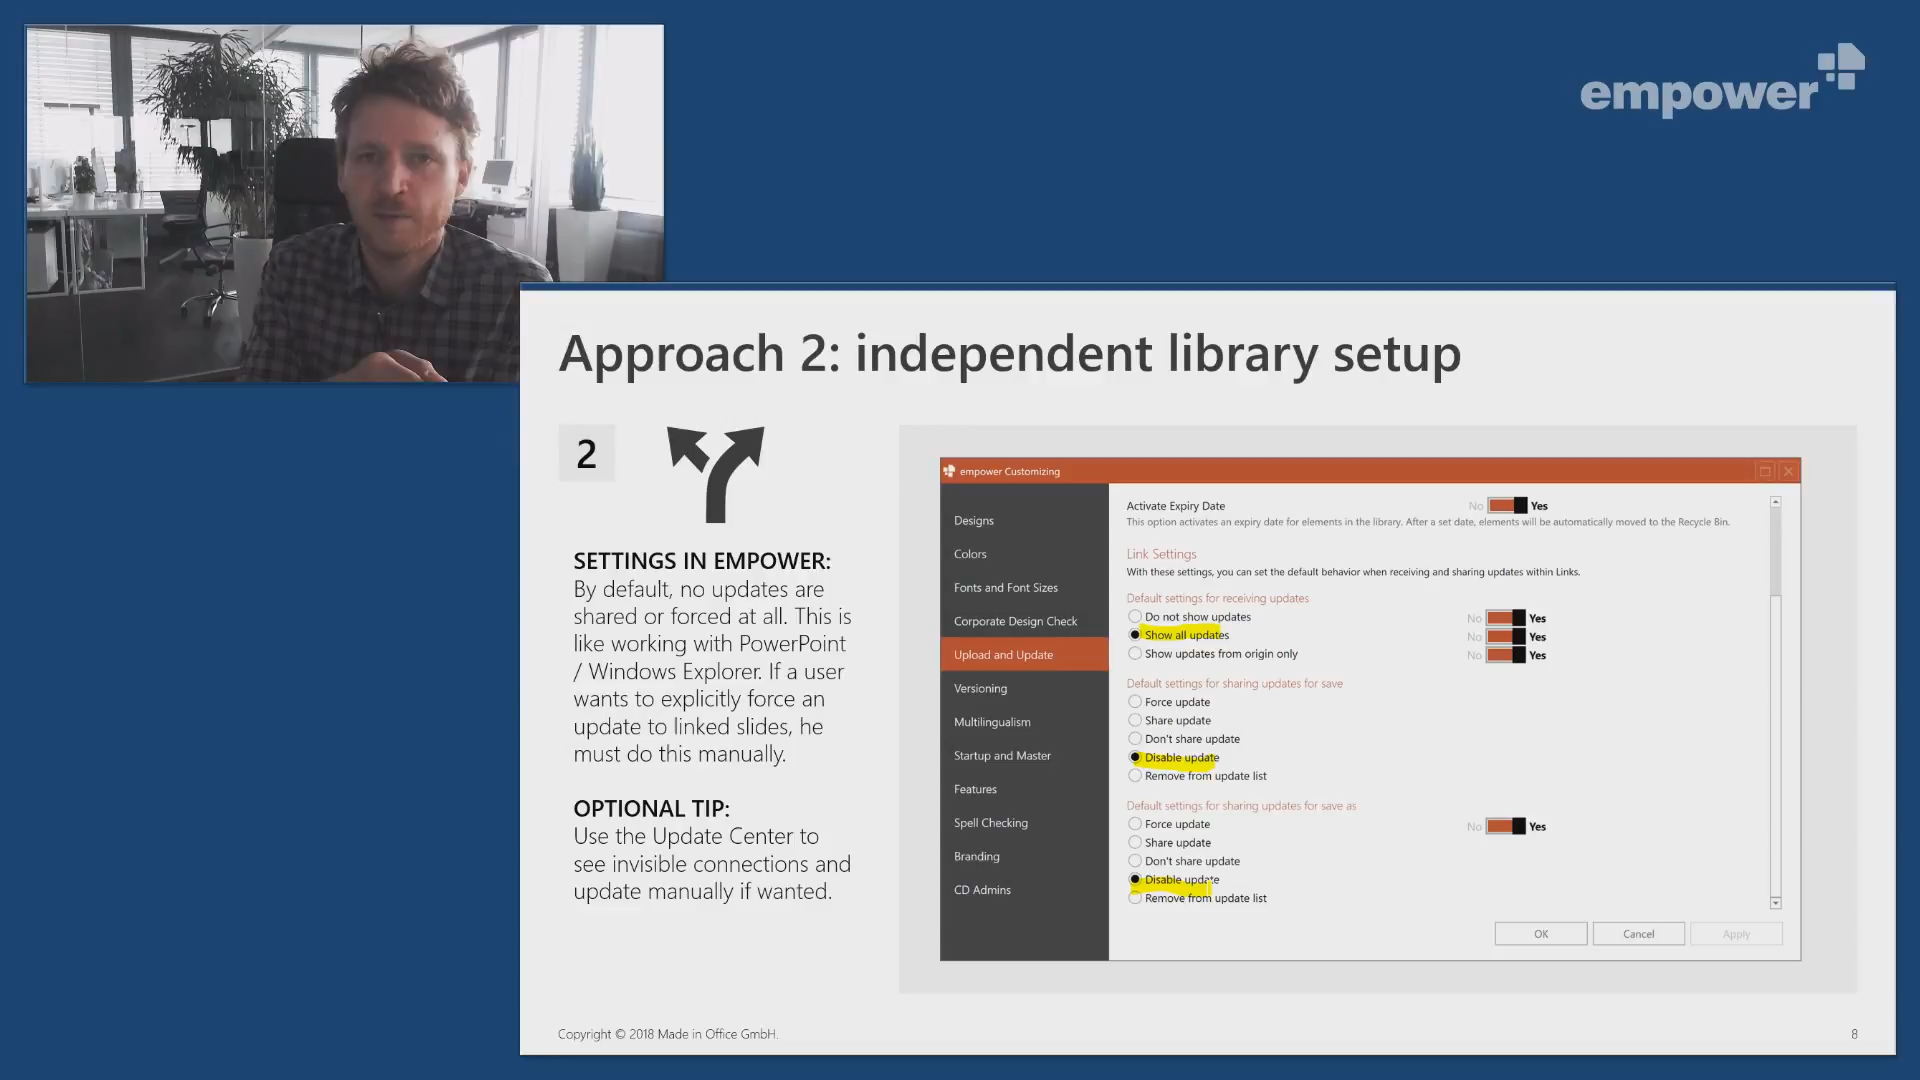 empower
Approach 2: independent library setup
2
SETTINGS IN EMPOWER:
By default, no updates are
shared or forced at all. This is
like working with PowerPoint
/ Windows Explorer. If a user
wants to explicitly force an
update to linked slides, he
must do this manually.
OPTIONAL TIP:
Use the Update Center to
see invisible connections and
update manually if wanted.
empower Customizing
Designs
Colors
Fonts and Font Sizes
Corporate Design Check
Upload and Update
Versioning
Multilingualism
Startup and Master
Features
Spell Checking
Branding
CD Admins
Activate Expiry Date No Yes
This option activates an expiry date for elements in the library. After a set date, elements will be automatically moved to the Recycle Bin.
Link Settings
With these settings, you can set the default behavior when receiving and sharing updates within Links.
Default settings for receiving updates
Do not show updates No Yes
Show all updates No Yes
Show updates from origin only No Yes
Default settings for sharing updates for save
Force update
Share update
Don't share update
Disable update
Remove from update list
Default settings for sharing updates for save as
Force update No Yes
Share update
Don't share update
Disable update
Remove from update list
OK Cancel Apply
Copyright © 2018 Made in Office GmbH.
8